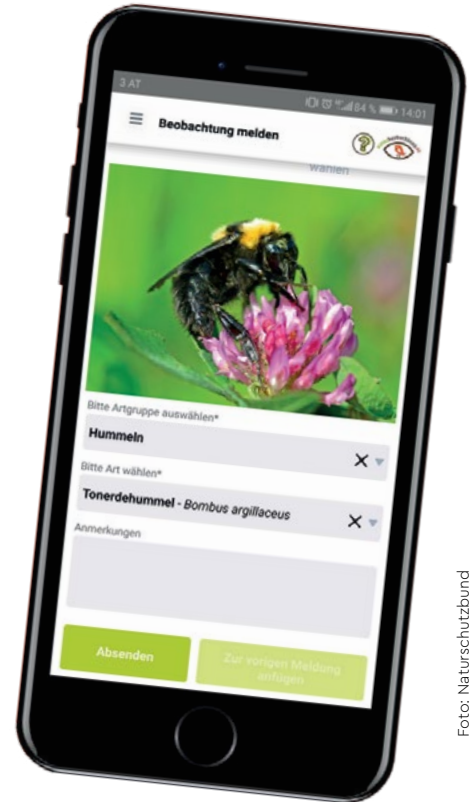 3 AT
84 % 14:01
Beobachtung melden
?
wählen
Bitte Artgruppe auswählen*
Hummeln
Bitte Art wählen*
Tonerdehummel - Bombus argillaceus
Anmerkungen
Absenden
Zur vorigen Meldung
anfügen
Foto: Naturschutzbund